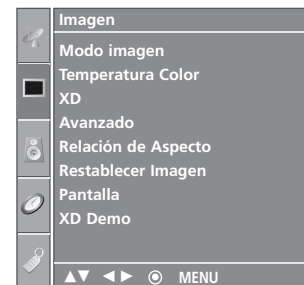 Imagen
Modo imagen
Temperatura Color
XD
Avanzado
Relación de Aspecto
Restablecer Imagen
Pantalla
XD Demo
▲▼ ◄► ⦿ MENU